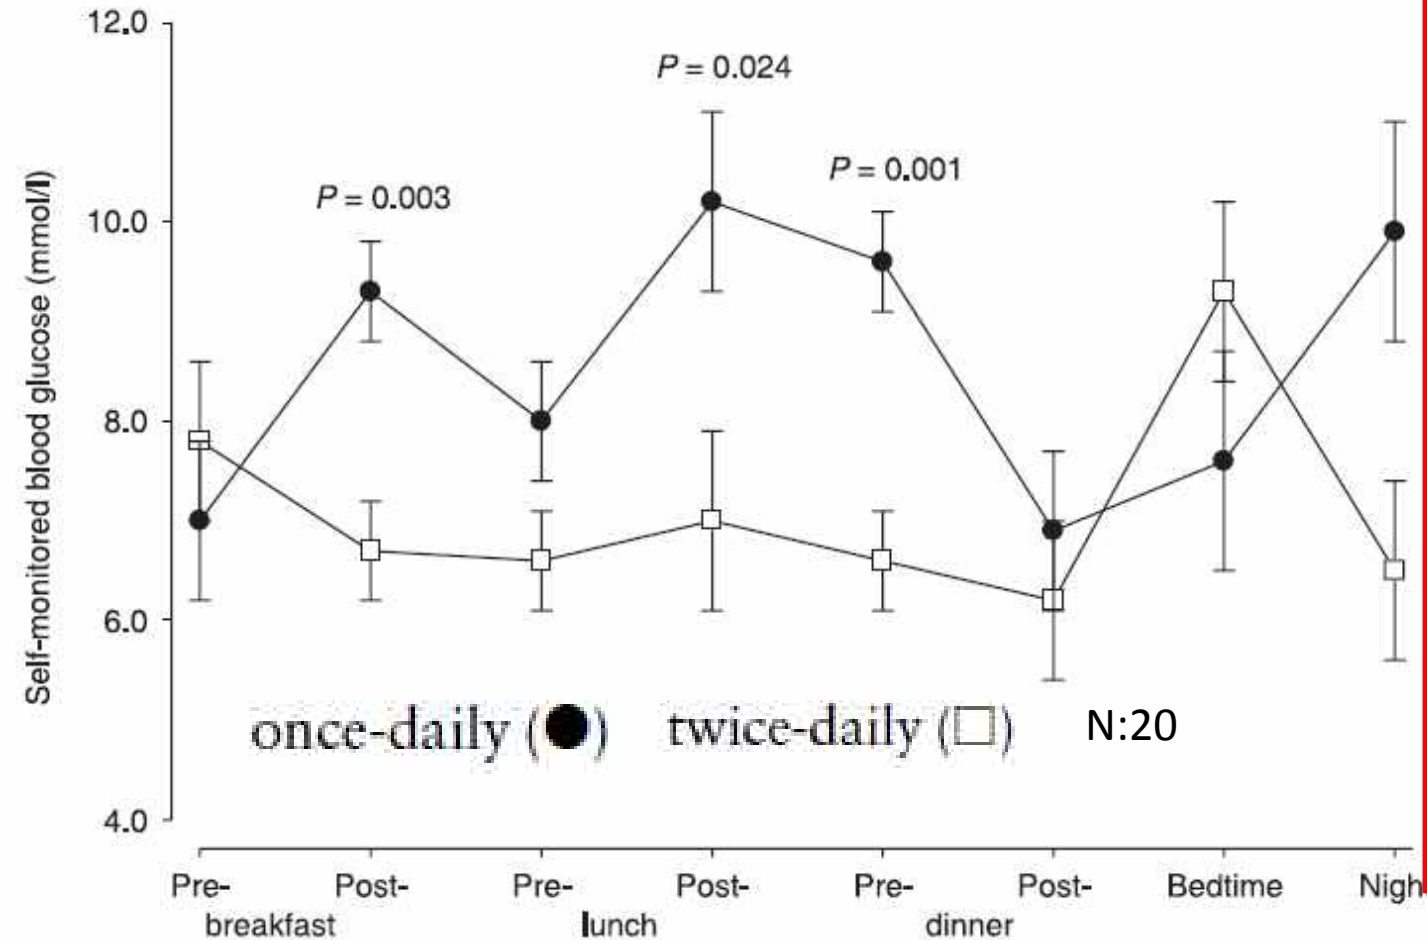 12.0
10.0
8.0
6.0
4.0
Self-monitored blood glucose (mmol/l)
P = 0.003
P = 0.024
P = 0.001
once-daily (●) twice-daily (□) N:20
Pre- Post- Pre- Post- Pre- Post- Bedtime Nigh
breakfast lunch dinner